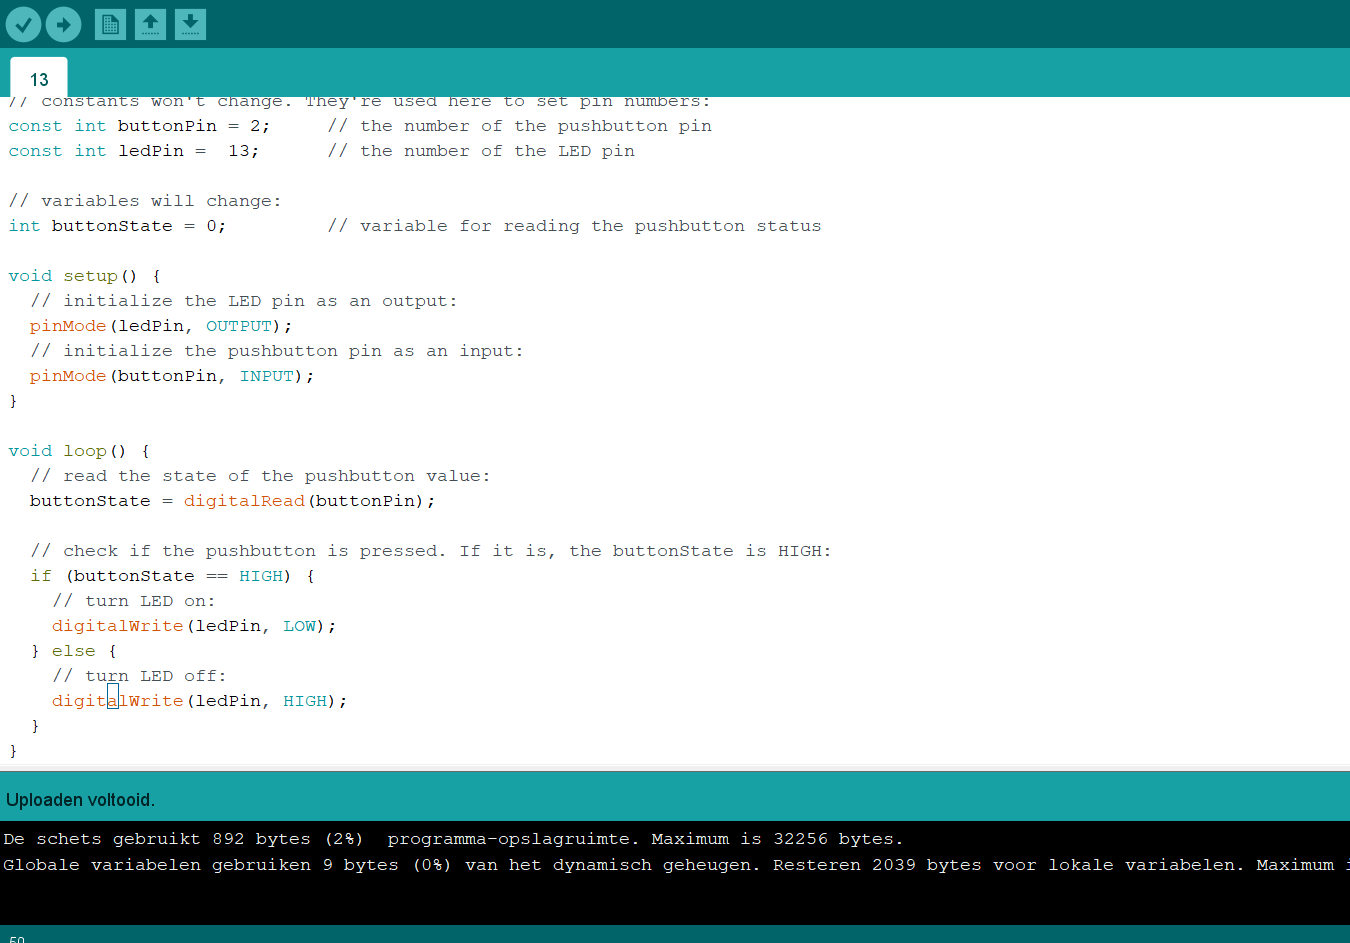 13
// constants won't change. They're used here to set pin numbers:
const int buttonPin = 2;     // the number of the pushbutton pin
const int ledPin =  13;      // the number of the LED pin
// variables will change:
int buttonState = 0;         // variable for reading the pushbutton status
void setup() {
  // initialize the LED pin as an output:
  pinMode(ledPin, OUTPUT);
  // initialize the pushbutton pin as an input:
  pinMode(buttonPin, INPUT);
}
void loop() {
  // read the state of the pushbutton value:
  buttonState = digitalRead(buttonPin);
  // check if the pushbutton is pressed. If it is, the buttonState is HIGH:
  if (buttonState == HIGH) {
    // turn LED on:
    digitalWrite(ledPin, LOW);
  } else {
    // turn LED off:
    digitalWrite(ledPin, HIGH);
  }
}
Uploaden voltooid.
De schets gebruikt 892 bytes (2%)  programma-opslagruimte. Maximum is 32256 bytes.
Globale variabelen gebruiken 9 bytes (0%) van het dynamisch geheugen. Resteren 2039 bytes voor lokale variabelen. Maximum